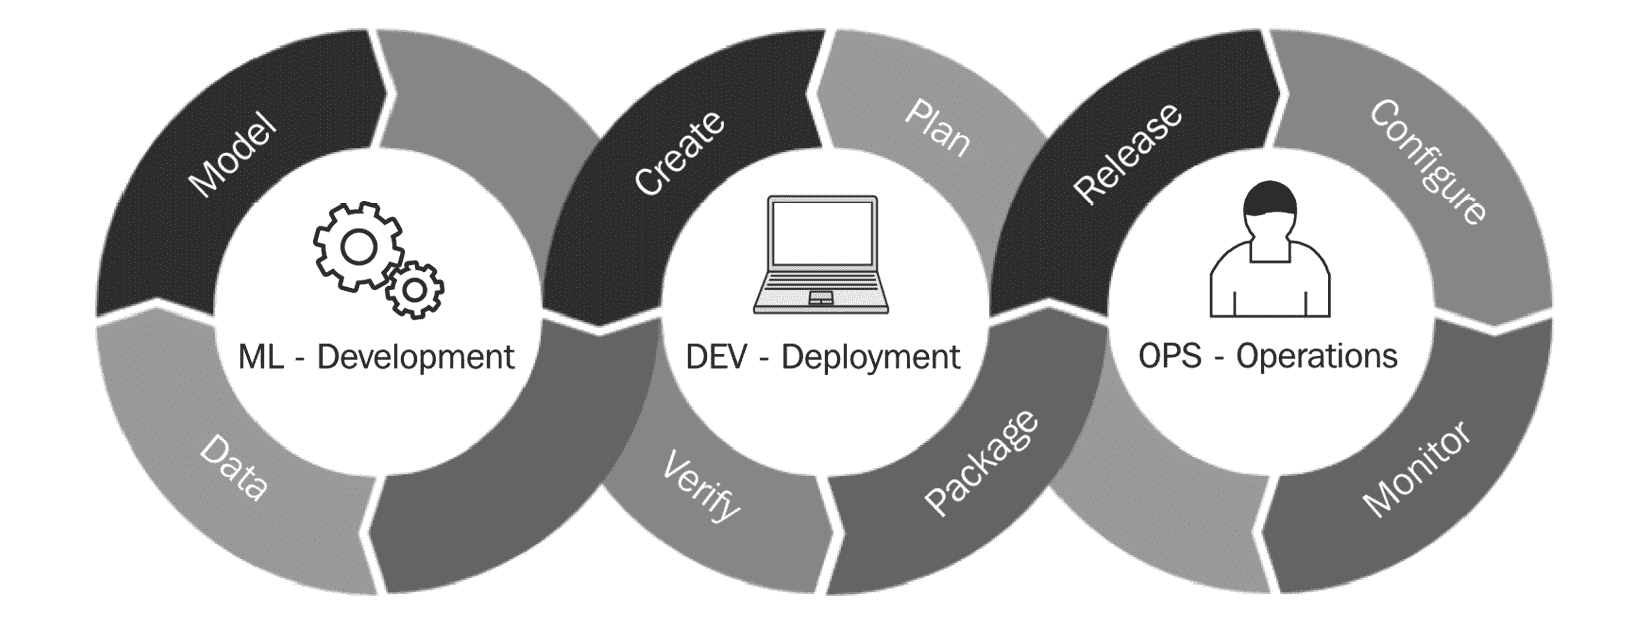 Model
Data
ML - Development
Create
Plan
Verify
Package
DEV - Deployment
Release
Configure
Monitor
OPS - Operations